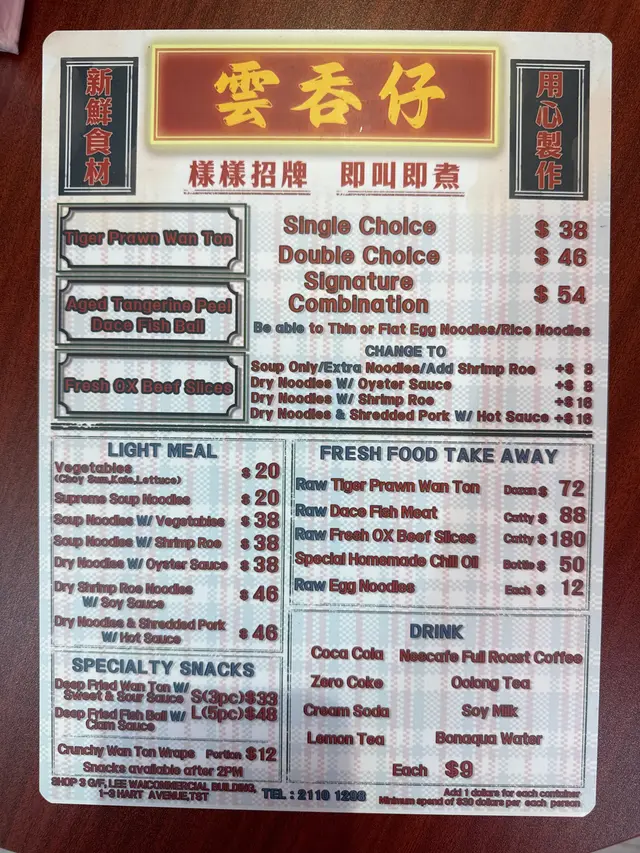 雲吞仔
新鮮食材
用心製作
樣樣招牌 即叫即煮
Tiger Prawn Wan Ton
Aged Tangerine Peel
Dace Fish Ball
Fresh OX Beef Slices
Single Choice $ 38
Double Choice $ 46
Signature
Combination $ 54
Be able to Thin or Flat Egg Noodles/Rice Noodles
CHANGE TO
Soup Only/Extra Noodles/Add Shrimp Roe +$ 8
Dry Noodles W/ Oyster Sauce +$ 8
Dry Noodles W/ Shrimp Roe +$ 16
Dry Noodles & Shredded Pork W/ Hot Sauce +$ 16
LIGHT MEAL
Vegetables $ 20
(Choy Sum,Kale,Lettuce)
Supreme Soup Noodles $ 20
Soup Noodles W/ Vegetables $ 38
Soup Noodles W/ Shrimp Roe $ 38
Dry Noodles W/ Oyster Sauce $ 38
Dry Shrimp Roe Noodles
W/ Soy Sauce $ 46
Dry Noodles & Shredded Pork
W/ Hot Sauce $ 46
SPECIALTY SNACKS
Deep Fried Wan Ton W/
Sweet & Sour Sauce S(3pc)$33
Deep Fried Fish Ball W/ L(5pc)$48
Clam Sauce
Crunchy Wan Ton Wraps Portion $12
Snacks available after 2PM
FRESH FOOD TAKE AWAY
Raw Tiger Prawn Wan Ton Dozen $ 72
Raw Dace Fish Meat Catty $ 88
Raw Fresh OX Beef Slices Catty $ 180
Special Homemade Chili Oil Bottle $ 50
Raw Egg Noodles Each $ 12
DRINK
Coca Cola Nescafe Full Roast Coffee
Zero Coke Oolong Tea
Cream Soda Soy Milk
Lemon Tea Bonaqua Water
Each $9
SHOP 3 G/F, LEE WAICOMMERCIAL BUILDING,
1-3 HART AVENUE,TST
TEL : 2110 1298
Add 1 dollars for each container
Minimum spend of $30 dollars per each person